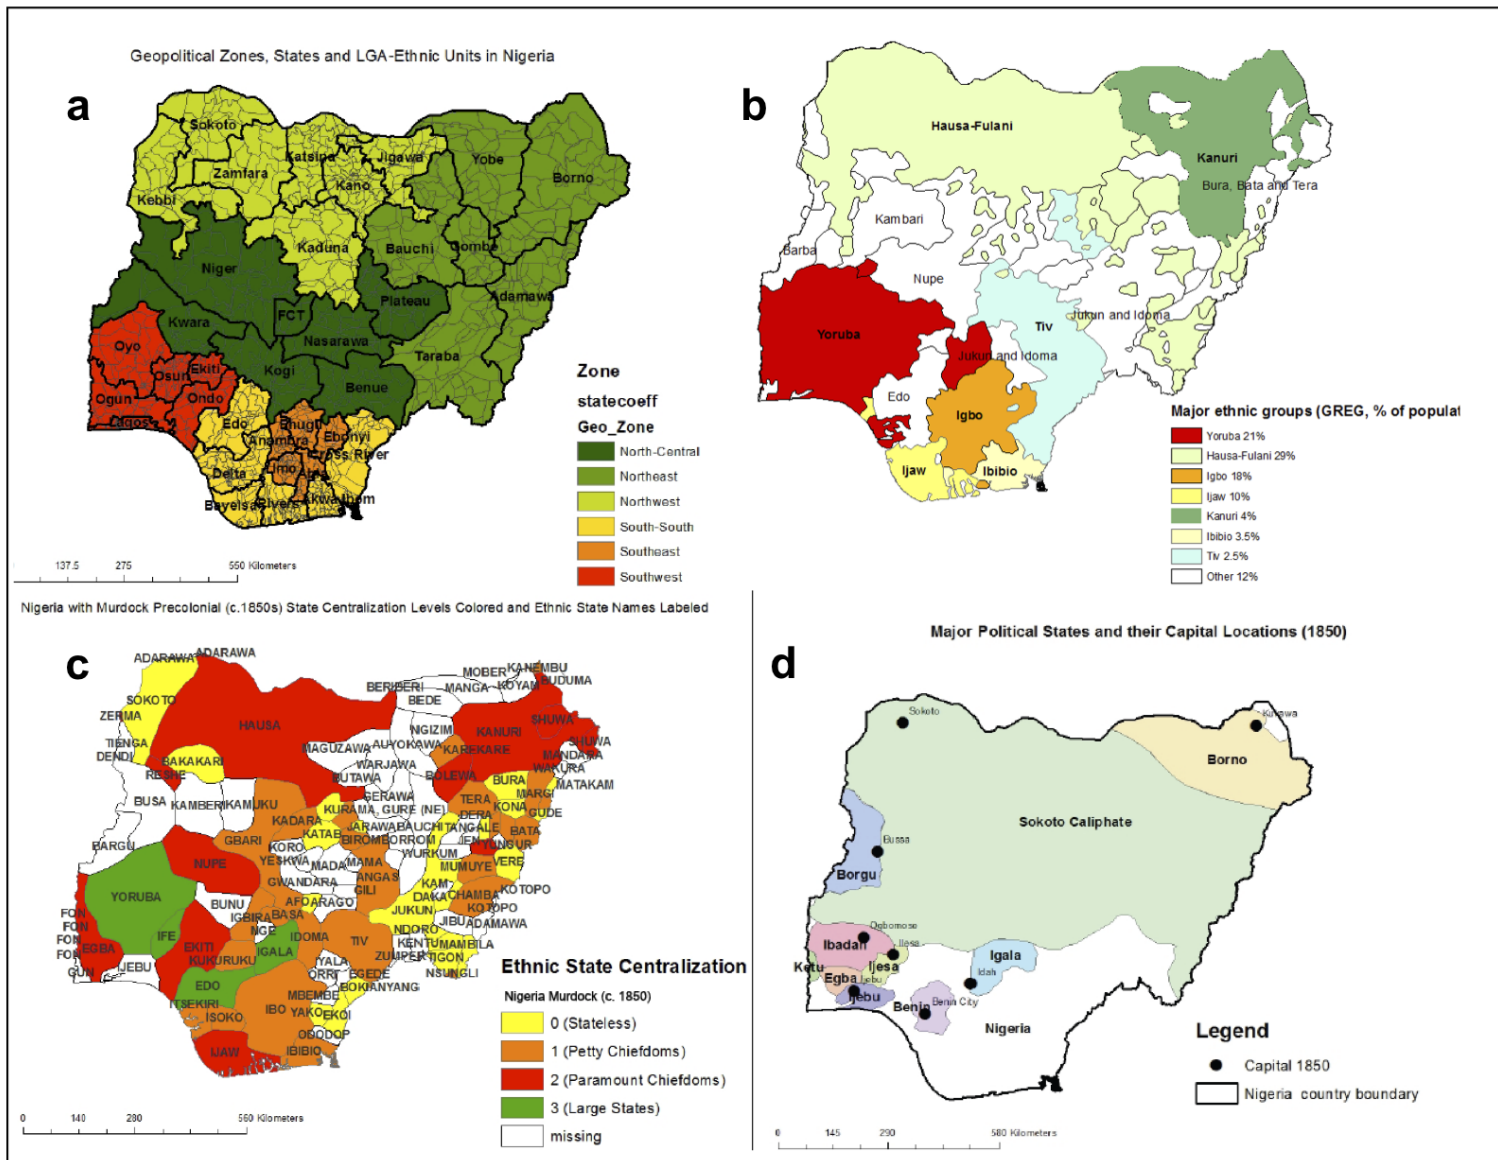 Geopolitical Zones, States and LGA-Ethnic Units in Nigeria
a
Sokoto
Katsina
Jigawa
Yobe
Borno
Zamfara
Kano
Kebbi
Kaduna
Bauchi
Gombe
Niger
Adamawa
Plateau
FCT
Kwara
Nasarawa
Oyo
Taraba
Osun
Ekiti
Kogi
Benue
Ogun
Ondo
Lagos
Edo
Enugu
Anambra
Ebonyi
Cross River
Imo
Delta
Bayelsa
Rivers
Akwa Ibom
Zone
statecoeff
Geo_Zone
North-Central
Northeast
Northwest
South-South
Southeast
Southwest
137.5 275 550 Kilometers
b
Hausa-Fulani
Kanuri
Bura, Bata and Tera
Kambari
Barba
Nupe
Yoruba
Tiv
Jukun and Idoma
Jukun and Idoma
Edo
Igbo
Ijaw
Ibibio
Major ethnic groups (GREG, % of populat
Yoruba 21%
Hausa-Fulani 29%
Igbo 18%
Ijaw 10%
Kanuri 4%
Ibibio 3.5%
Tiv 2.5%
Other 12%
Nigeria with Murdock Precolonial (c.1850s) State Centralization Levels Colored and Ethnic State Names Labeled
c
ADARAWA
ADARAWA
KANEMBU
MOBER
BUDUMA
BERIBERI
MANGA
KOYAM
BEDE
SOKOTO
ZERMA
HAUSA
NGIZIM
KANURI
SHUWA
TIENGA
DENDI
MAGUZAWA
AUYOKAWA
KAREKARE
SHUWA
MANDARA
BAKAKARI
WARJAWA
WAKURA
RESHE
BUTAWA
BOLEWA
BURA
MATAKAM
BUSA
KAMBERI
KAMUKU
GERAWA
TERA
MARGI
KURAMA
GURE (NE)
KONA
GUDE
KADARA
DERA
KATAB
JARAWA
BAUCHI
TANGALE
BATA
BARGU
GBARI
BIROM
BORROM
JEN
YUNGUR
KORO
WURKUM
NUPE
YESKWA
MADA
MAMA
MUMUYE
VERE
GWANDARA
ANGAS
KAM
YORUBA
GILI
DAKA
CHAMBA
KOTOPO
BUNU
AFO
ARAGO
JUKUN
KOTOPO
FON
IGBIRA
BASA
JIBU
ADAMAWA
FON
NGE
NDORO
FON
IFE
IDOMA
TIV
KENTU
MAMBILA
FON
EGBA
EKITI
IGALA
ZUMPER
TIGON
KUKURUKU
IYALA
GUN
IJEBU
ORRI
EGEDE
NSUNGLI
EDO
BOKI
ANYANG
MBEMBE
ITSEKIRI
IBO
YAKO
ISOKO
EKOI
ODODOP
IJAW
IBIBIO
Ethnic State Centralization
Nigeria Murdock (c. 1850)
0 (Stateless)
1 (Petty Chiefdoms)
2 (Paramount Chiefdoms)
3 (Large States)
missing
0 140 280 560 Kilometers
Major Political States and their Capital Locations (1850)
d
Sokoto
Borno
Sokoto Caliphate
Bussa
Borgu
Ogbomose
Ibadan
Ilesa
Ketu
Ijesa
Igala
Egba
Ijebu
Idah
Ijebu
Benin
Benin City
Nigeria
Legend
Capital 1850
Nigeria country boundary
0 145 290 580 Kilometers